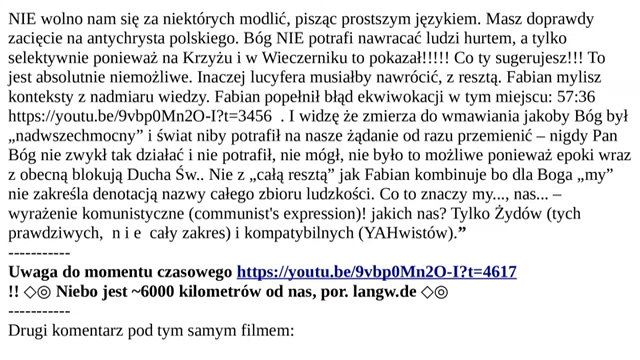 NIE wolno nam się za niektórych modlić, pisząc prostszym językiem. Masz doprawdy
zacięcie na antychrysta polskiego. Bóg NIE potrafi nawracać ludzi hurtem, a tylko
selektywnie ponieważ na Krzyżu i w Wieczerniku to pokazał!!!!! Co ty sugerujesz!!! To
jest absolutnie niemożliwe. Inaczej lucyfera musiałby nawrócić, z resztą. Fabian mylisz
konteksty z nadmiaru wiedzy. Fabian popełnił błąd ekwiwokacji w tym miejscu: 57:36
https://youtu.be/9vbp0Mn2O-I?t=3456 . I widzę że zmierza do wmawiania jakoby Bóg był
„nadwszechmocny” i świat niby potrafił na nasze żądanie od razu przemienić – nigdy Pan
Bóg nie zwykł tak działać i nie potrafił, nie mógł, nie było to możliwe ponieważ epoki wraz
z obecną blokują Ducha Św.. Nie z „całą resztą” jak Fabian kombinuje bo dla Boga „my”
nie zakreśla denotacją nazwy całego zbioru ludzkości. Co to znaczy my..., nas... –
wyrażenie komunistyczne (communist's expression)! jakich nas? Tylko Żydów (tych
prawdziwych, n i e cały zakres) i kompatybilnych (YAHwistów).”
-----------
Uwaga do momentu czasowego https://youtu.be/9vbp0Mn2O-I?t=4617
!! ◇◎ Niebo jest ~6000 kilometrów od nas, por. langw.de ◇◎
-----------
Drugi komentarz pod tym samym filmem: